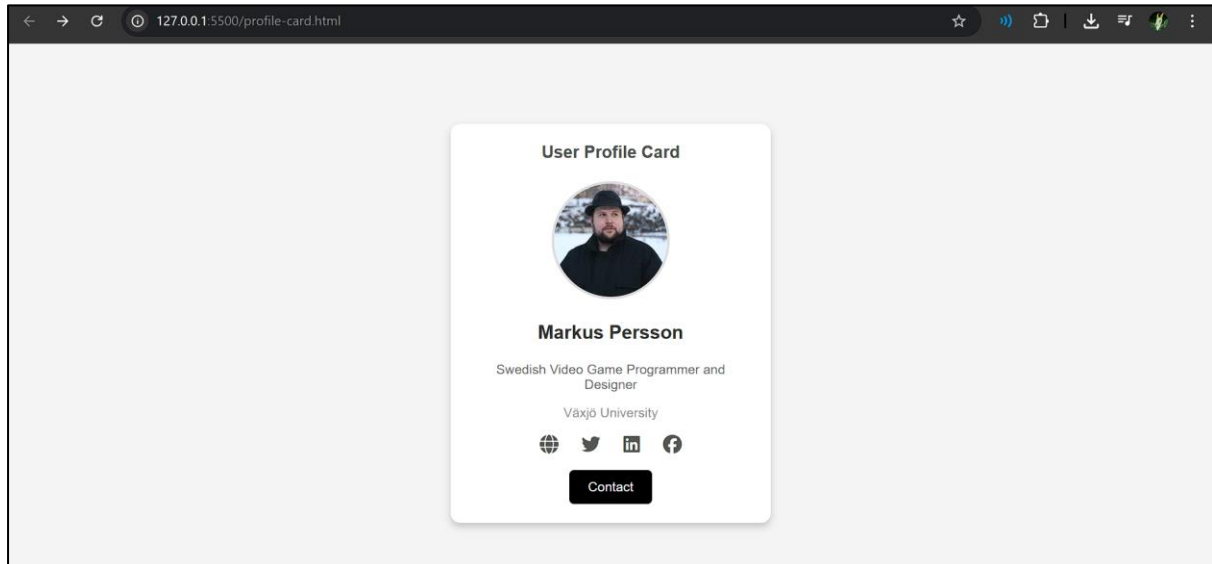 127.0.0.1:5500/profile-card.html
User Profile Card
Markus Persson
Swedish Video Game Programmer and
Designer
Växjö University
in
Contact